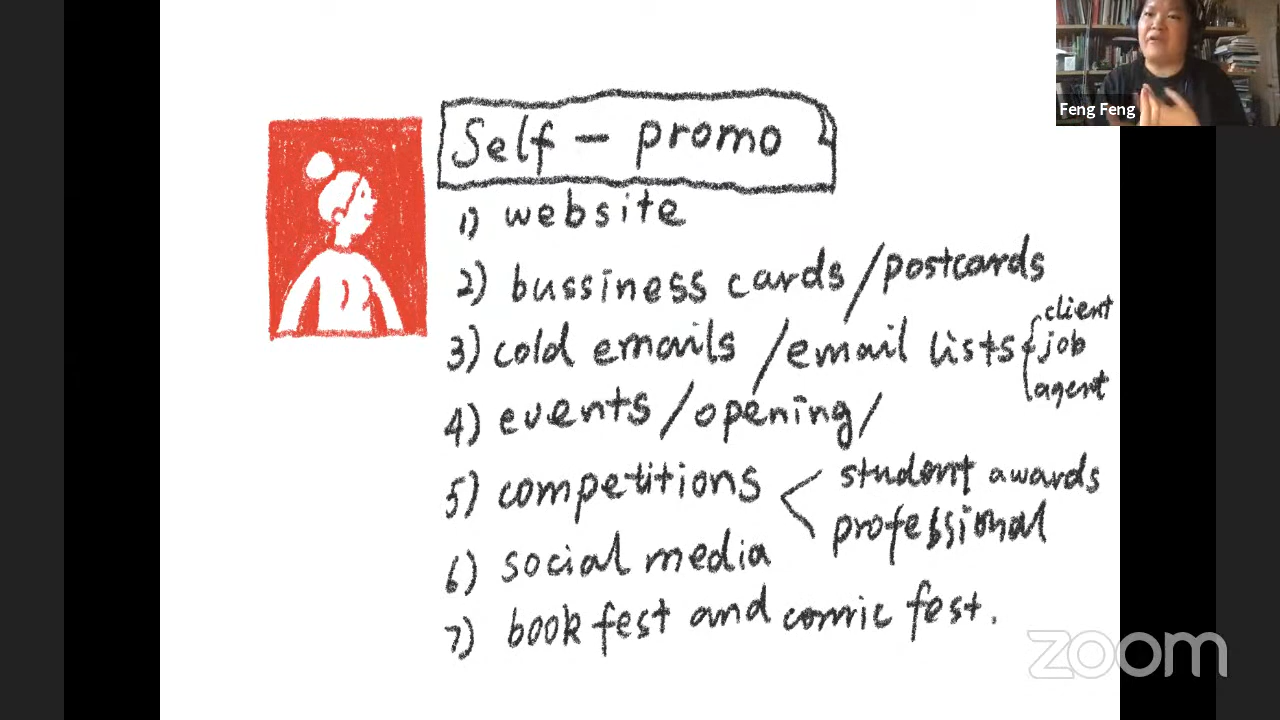 Feng Feng
Self - promo
1) website
2) bussiness cards / postcards
3) cold emails / email lists { client
job
agent
4) events / opening /
5) competitions < student awards
professional
6) social media
7) book fest and comic fest.
zoom